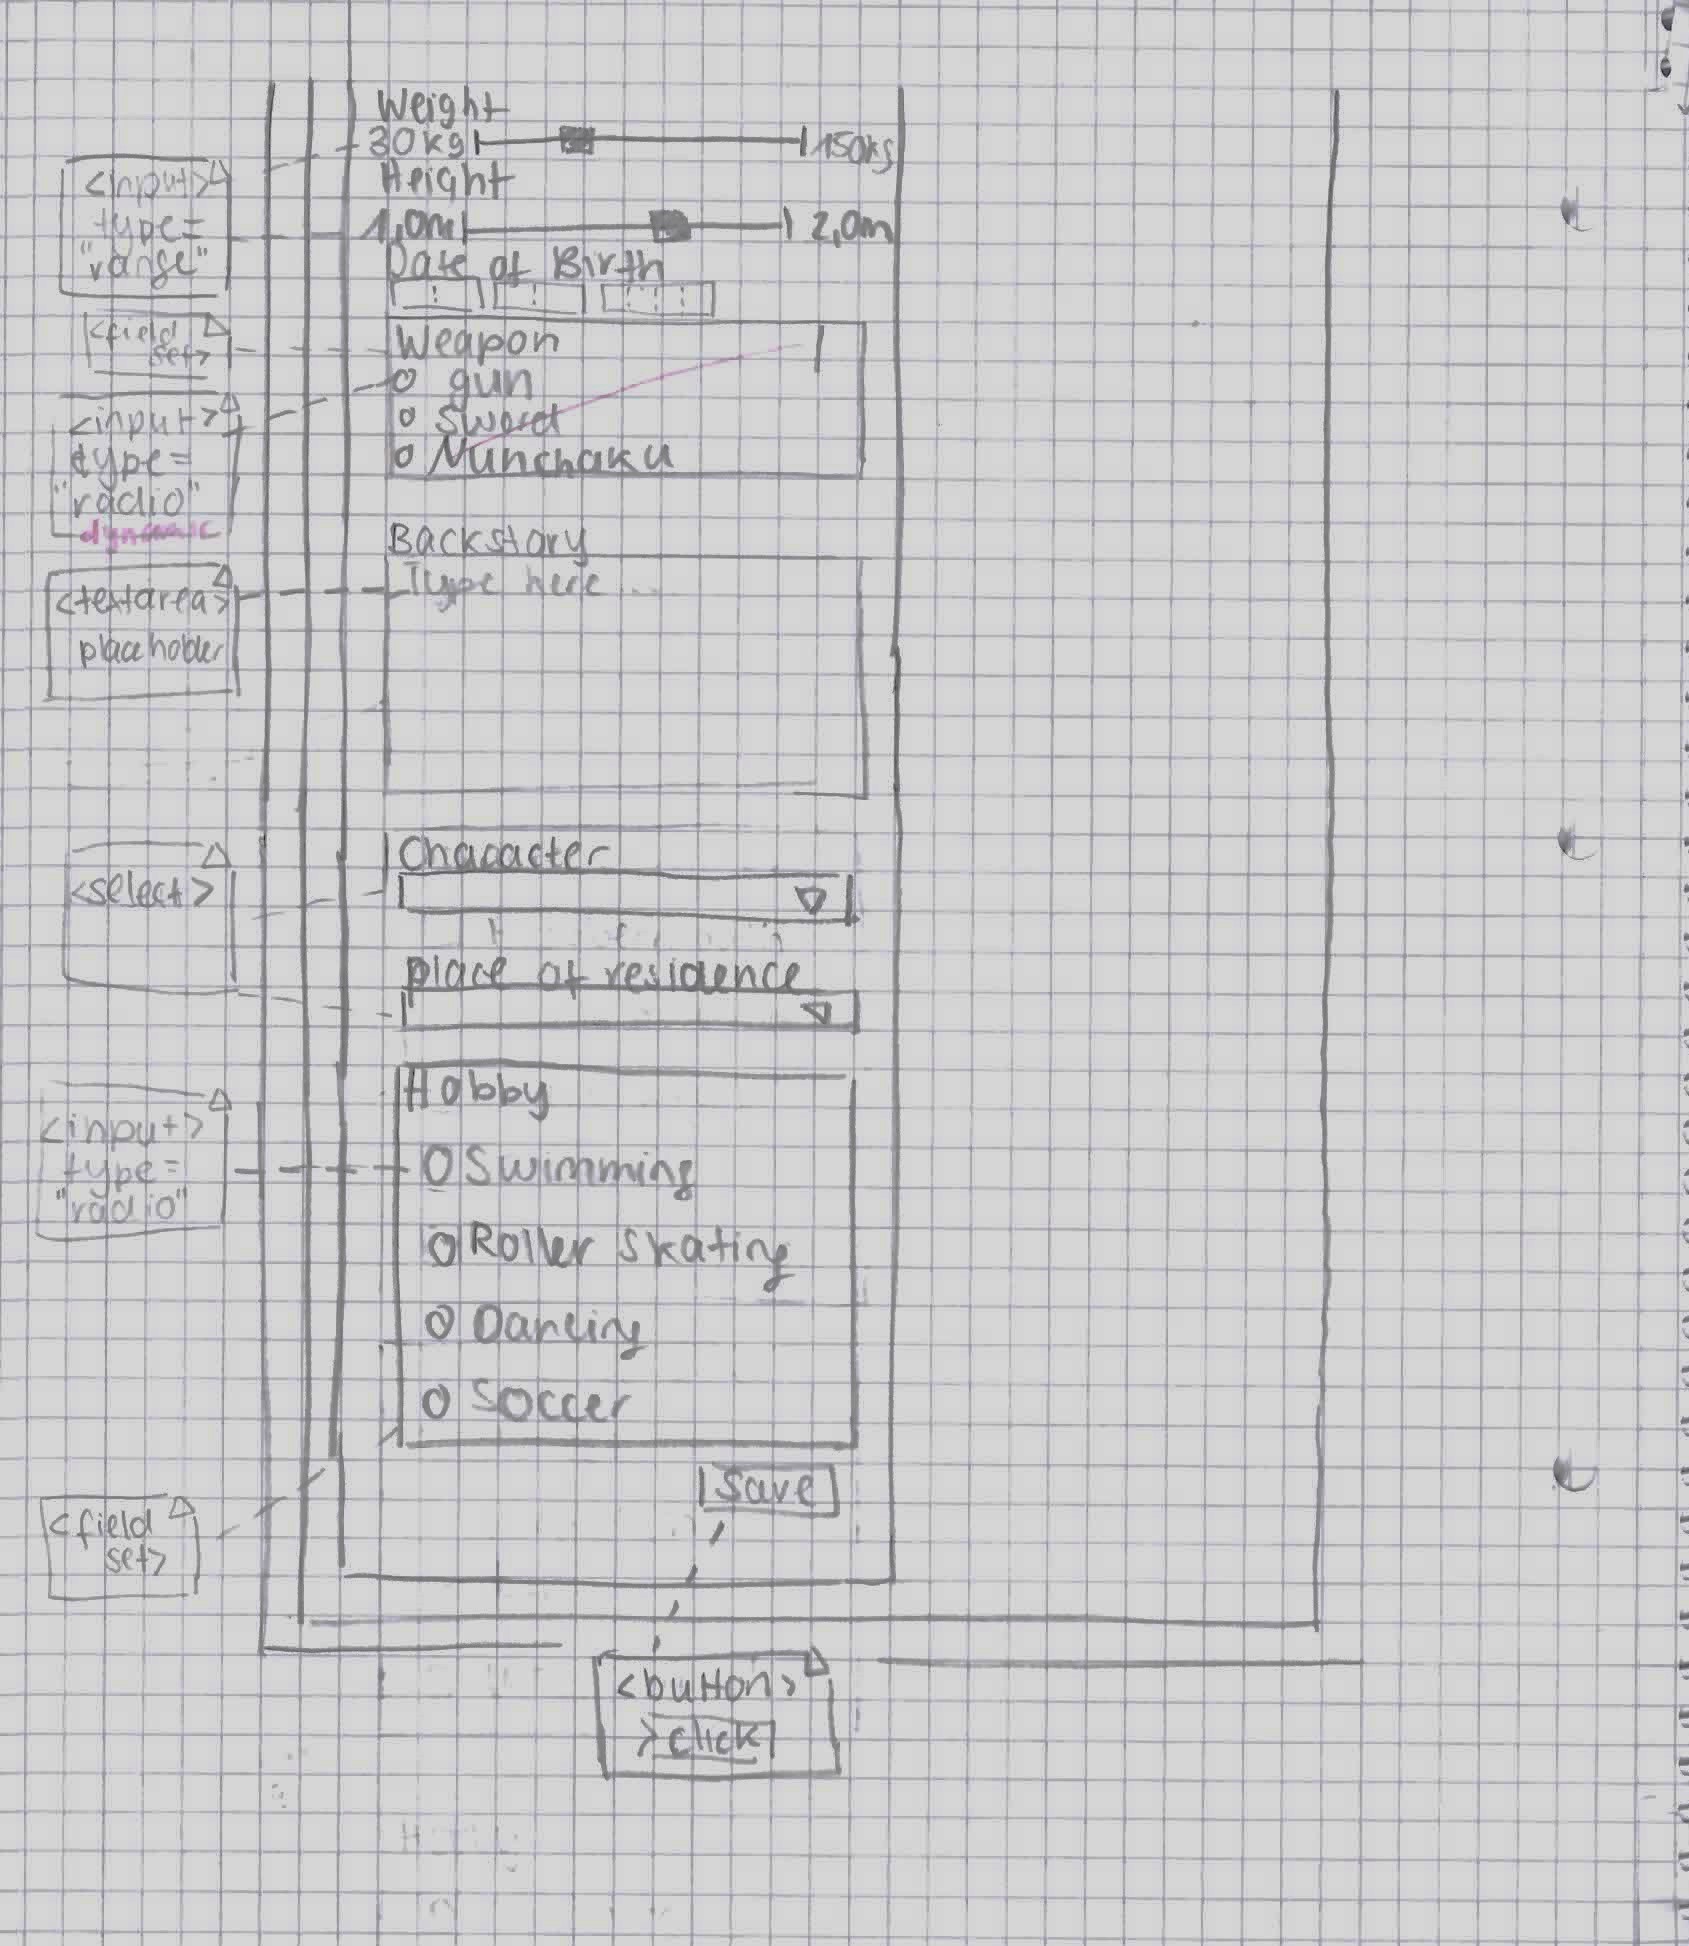 Weight
30kg 150kg
Height
1,0m 2,0m
Date of Birth
<input>
type=
"range"
<field
set>
Weapon
gun
Sword
Nunchaku
<input>
type=
"radio"
dynamic
Backstory
Type here ...
<textarea>
placeholder
Chacacter
<select>
place of residence
Hobby
Swimming
Roller skating
Dancing
Soccer
<input>
type=
"radio"
Save
<field
set>
<button>
>click